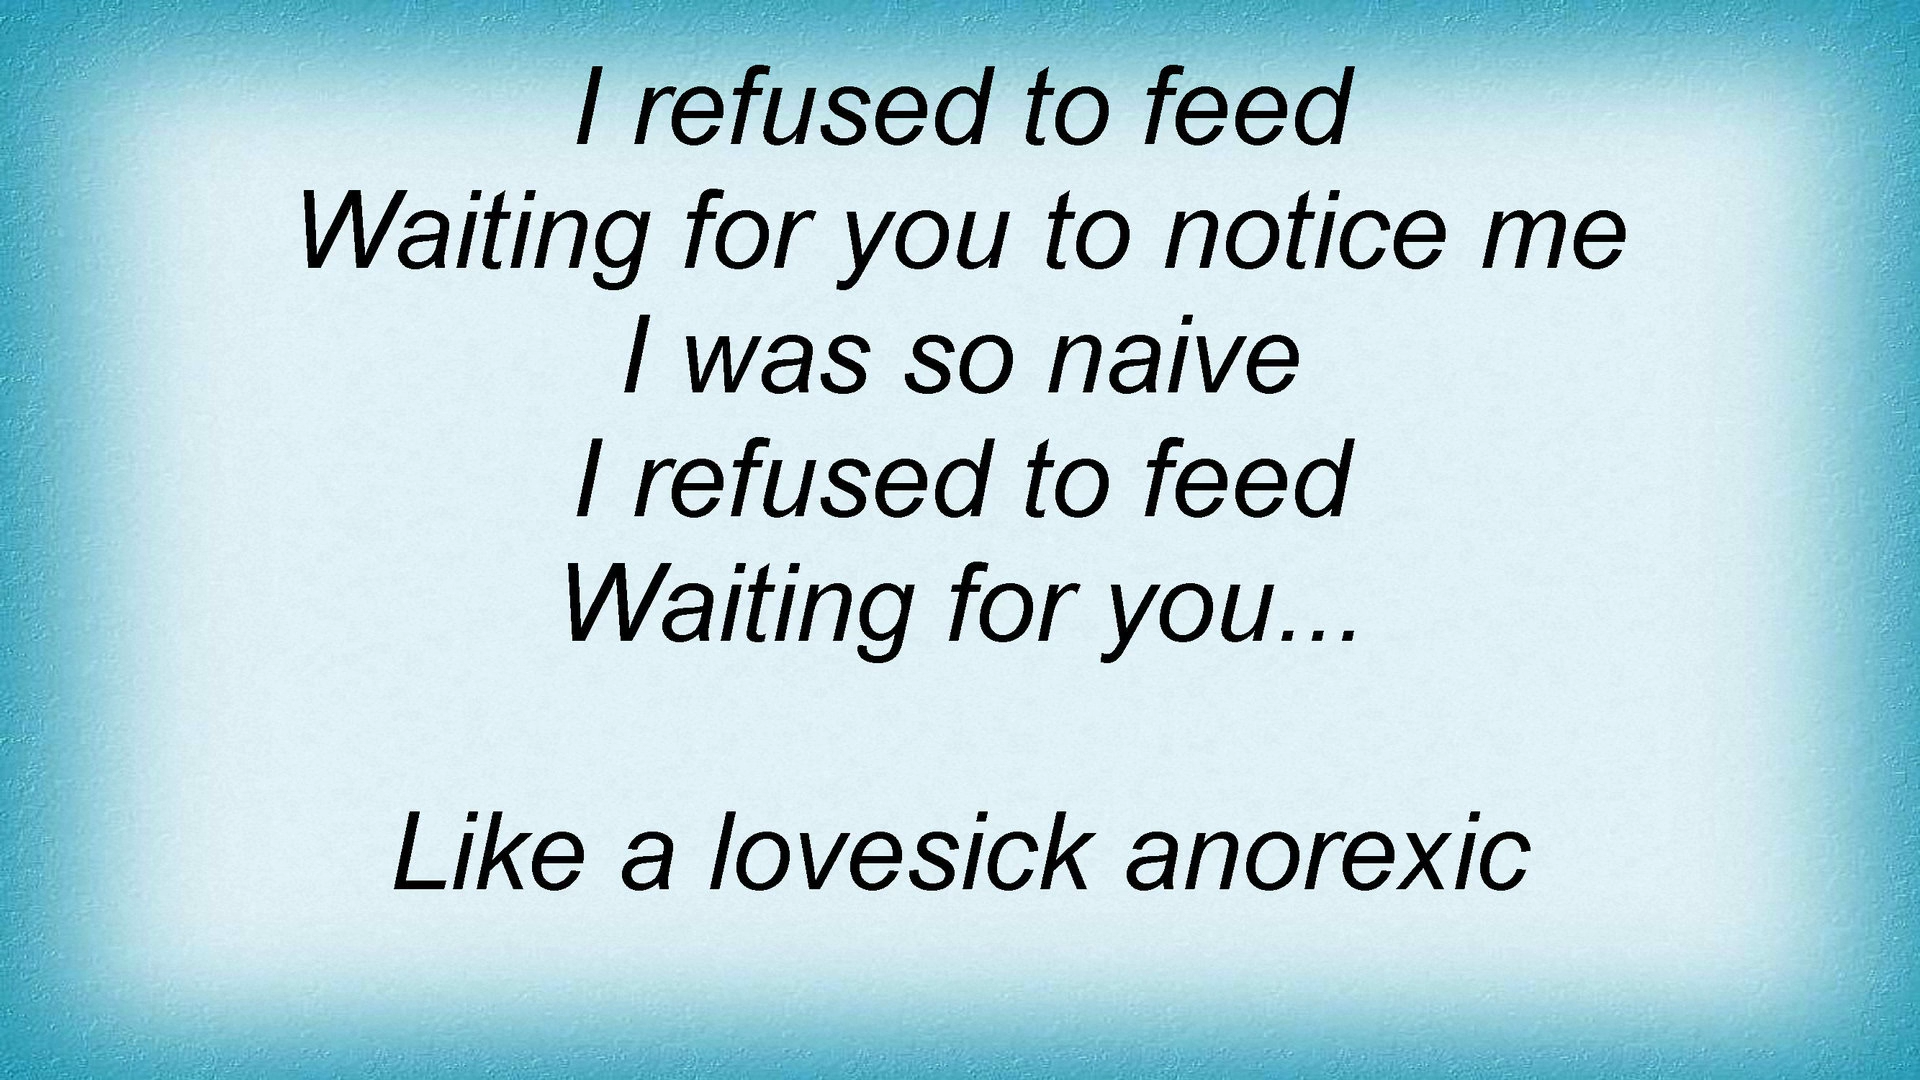 I refused to feed
Waiting for you to notice me
I was so naive
I refused to feed
Waiting for you...
Like a lovesick anorexic